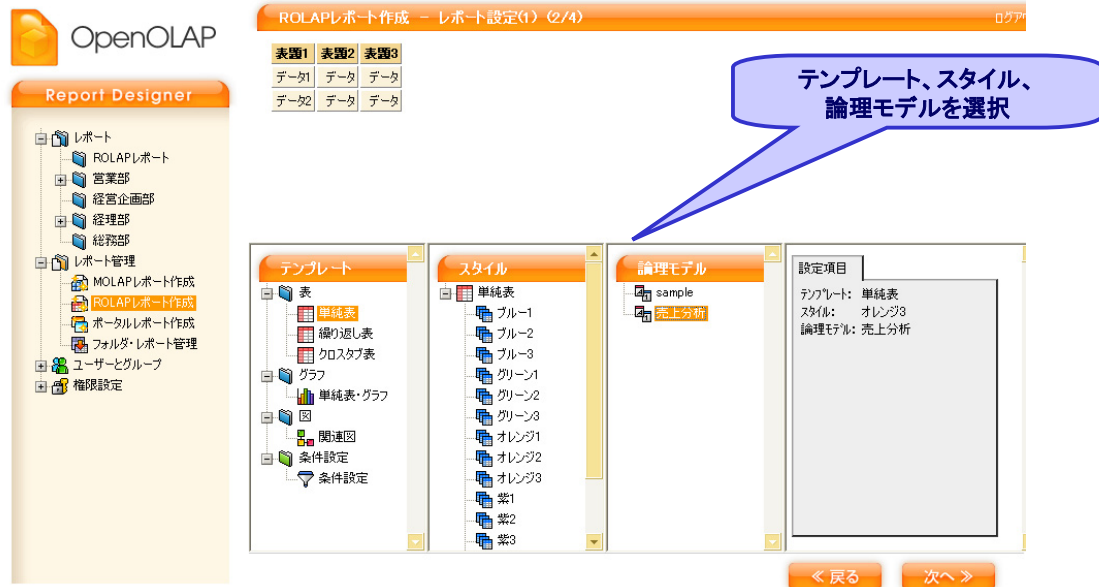 OpenOLAP
Report Designer
レポート
ROLAPレポート
営業部
経営企画部
経理部
総務部
レポート管理
MOLAPレポート作成
ROLAPレポート作成
ポータルレポート作成
フォルダ・レポート管理
ユーザーとグループ
権限設定
ROLAPレポート作成 － レポート設定(1) (2/4)
ログア
表題1 表題2 表題3
データ1 データ データ
データ2 データ データ
テンプレート、スタイル、
論理モデルを選択
テンプレート
表
単純表
繰り返し表
クロスタブ表
グラフ
単純表・グラフ
図
関連図
条件設定
条件設定
スタイル
単純表
ブルー1
ブルー2
ブルー3
グリーン1
グリーン2
グリーン3
オレンジ1
オレンジ2
オレンジ3
紫1
紫2
紫3
論理モデル
sample
売上分析
設定項目
テンプレート: 単純表
スタイル: オレンジ3
論理モデル: 売上分析
≪ 戻る
次へ ≫